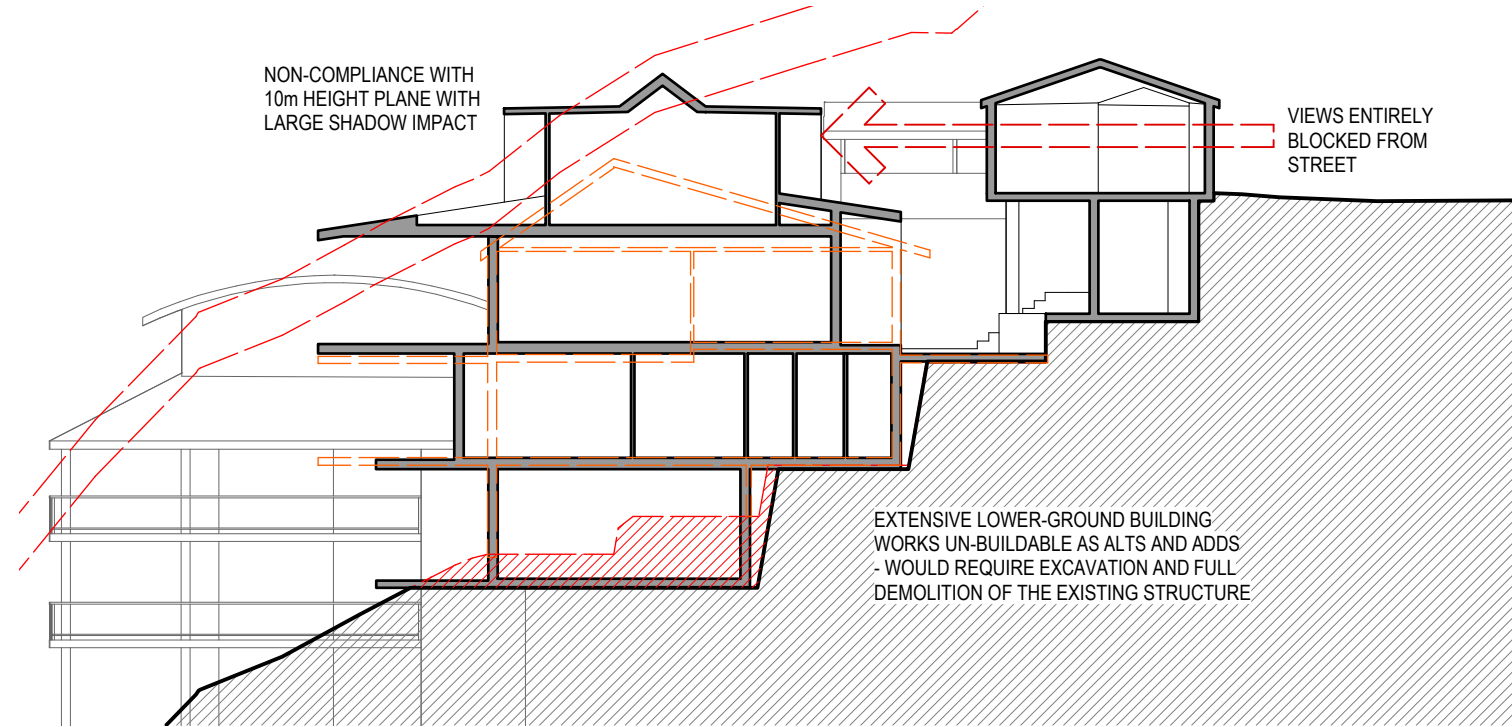 NON-COMPLIANCE WITH
10m HEIGHT PLANE WITH
LARGE SHADOW IMPACT
VIEWS ENTIRELY
BLOCKED FROM
STREET
EXTENSIVE LOWER-GROUND BUILDING
WORKS UN-BUILDABLE AS ALTS AND ADDS
- WOULD REQUIRE EXCAVATION AND FULL
DEMOLITION OF THE EXISTING STRUCTURE